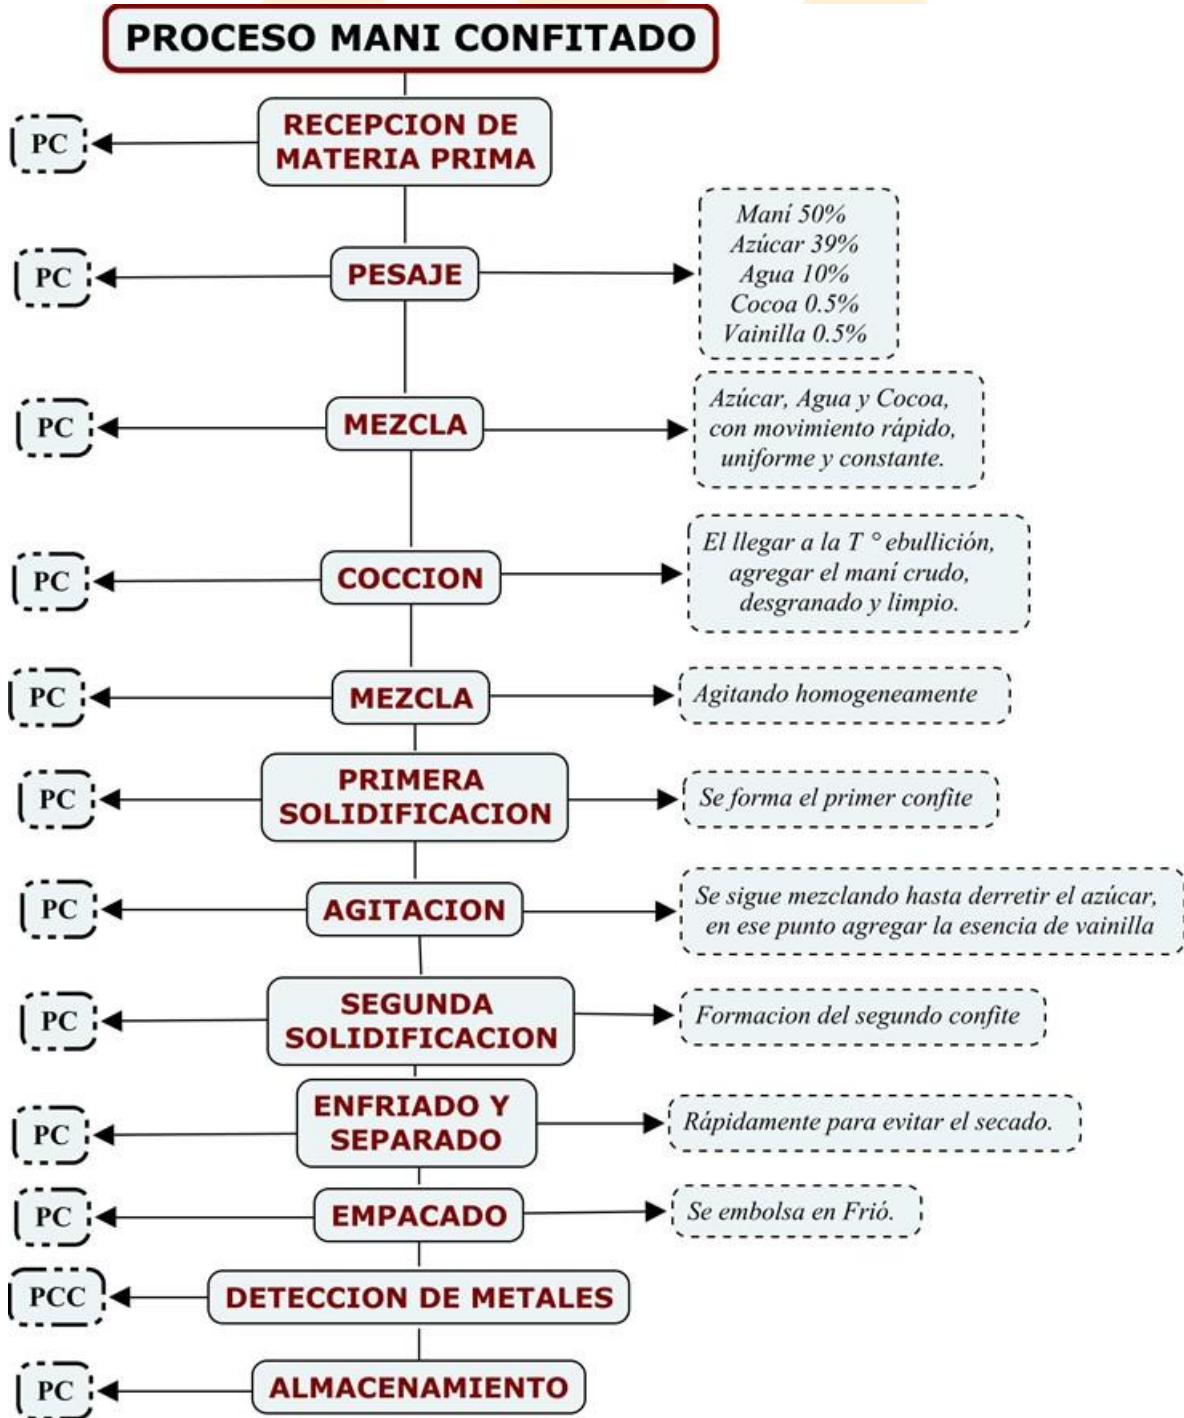 PROCESO MANI CONFITADO
RECEPCION DE
MATERIA PRIMA
PC
PESAJE
PC
Maní 50%
Azúcar 39%
Agua 10%
Cocoa 0.5%
Vainilla 0.5%
MEZCLA
PC
Azúcar, Agua y Cocoa,
con movimiento rápido,
uniforme y constante.
COCCION
PC
El llegar a la T ° ebullición,
agregar el maní crudo,
desgranado y limpio.
MEZCLA
PC
Agitando homogeneamente
PRIMERA
SOLIDIFICACION
PC
Se forma el primer confite
AGITACION
PC
Se sigue mezclando hasta derretir el azúcar,
en ese punto agregar la esencia de vainilla
SEGUNDA
SOLIDIFICACION
PC
Formacion del segundo confite
ENFRIADO Y
SEPARADO
PC
Rápidamente para evitar el secado.
EMPACADO
PC
Se embolsa en Frió.
DETECCION DE METALES
PCC
ALMACENAMIENTO
PC